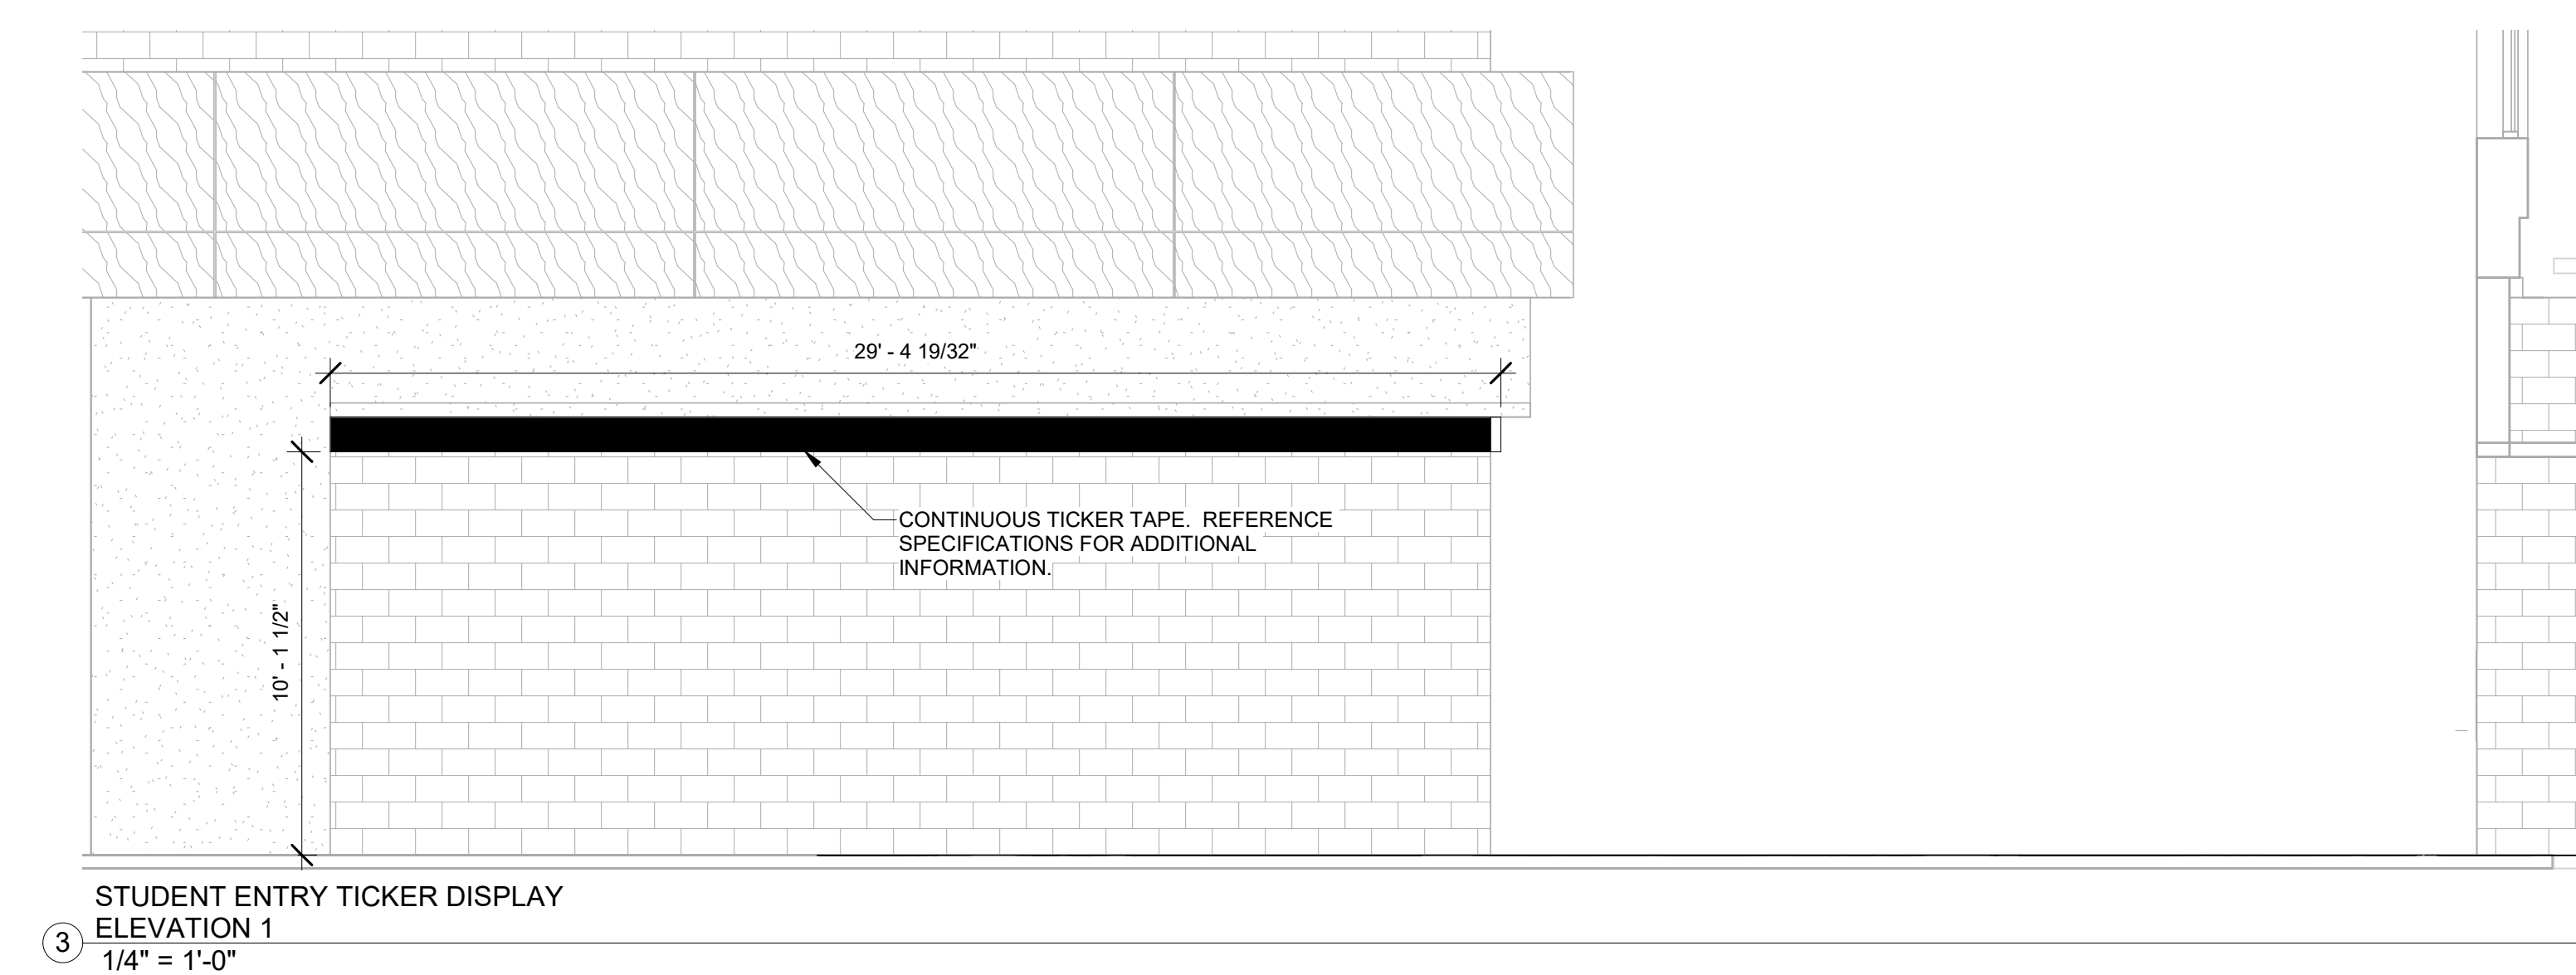 29' - 4 19/32"
CONTINUOUS TICKER TAPE.  REFERENCE
SPECIFICATIONS FOR ADDITIONAL
INFORMATION.
10' - 1 1/2"
STUDENT ENTRY TICKER DISPLAY
ELEVATION 1
3
1/4" = 1'-0"